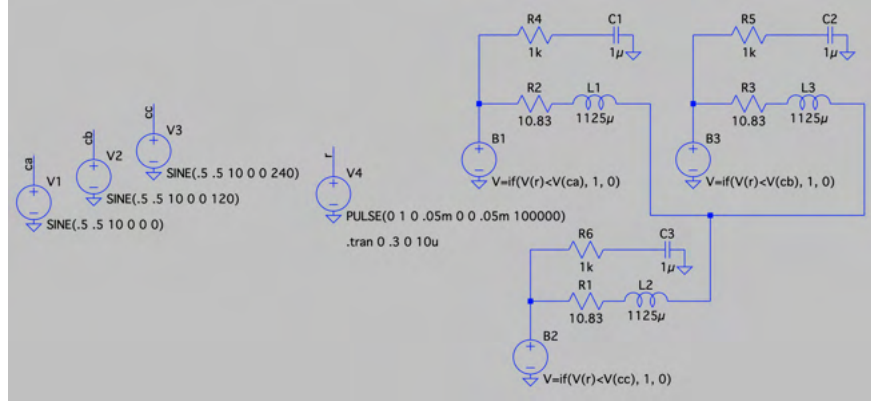 R4
C1
1k
1µ
R2
L1
10.83
1125µ
B1
V=if(V(r)<V(ca), 1, 0)
R5
C2
1k
1µ
R3
L3
10.83
1125µ
B3
V=if(V(r)<V(cb), 1, 0)
ca
V1
SINE(.5 .5 10 0 0 0)
cb
V2
SINE(.5 .5 10 0 0 120)
cc
V3
SINE(.5 .5 10 0 0 240)
r
V4
PULSE(0 1 0 .05m 0 0 .05m 100000)
.tran 0 .3 0 10u
R6
C3
1k
1µ
R1
L2
10.83
1125µ
B2
V=if(V(r)<V(cc), 1, 0)